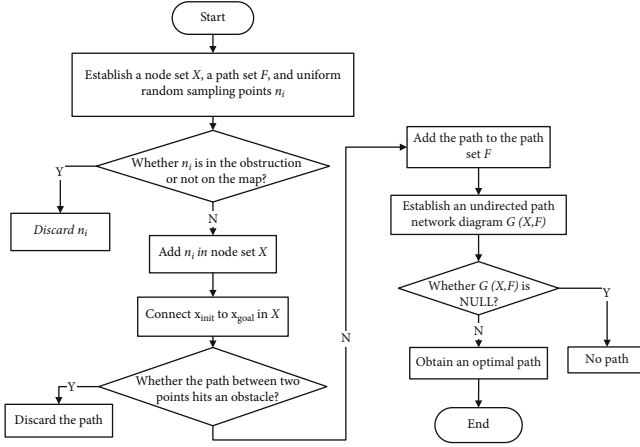 Start
Establish a node set X, a path set F, and uniform
random sampling points nᵢ
Whether nᵢ is in the obstruction
or not on the map?
Y
Discard nᵢ
N
Add nᵢ in node set X
Connect x_init to x_goal in X
Whether the path between two
points hits an obstacle?
Y
Discard the path
N
Add the path to the path
set F
Establish an undirected path
network diagram G (X,F)
Whether G (X,F) is
NULL?
Y
No path
N
Obtain an optimal path
End